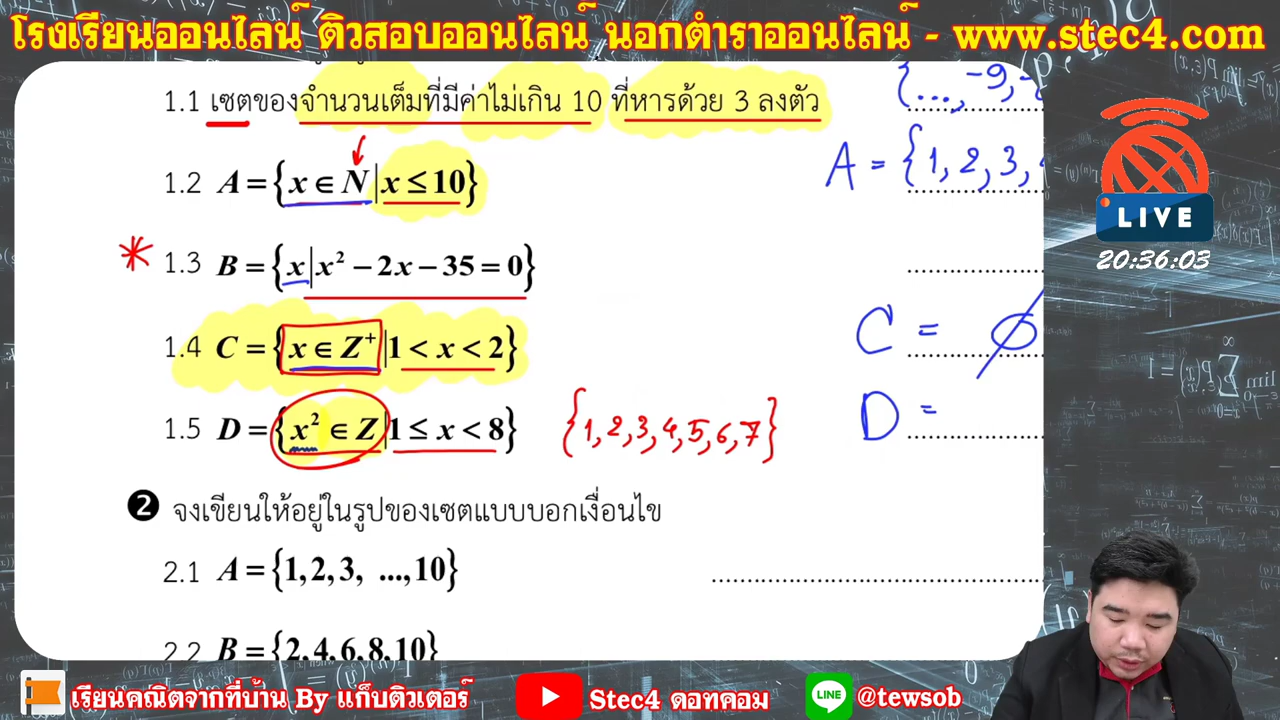 โรงเรียนออนไลน์ ติวสอบออนไลน์ นอกตำราออนไลน์ - www.stec4.com
1.1 เซตของจำนวนเต็มที่มีค่าไม่เกิน 10 ที่หารด้วย 3 ลงตัว
{..., -9, -
1.2 A = {x ∈ N | x ≤ 10}
A = {1, 2, 3,
LIVE
20:36:03
* 1.3 B = {x | x² − 2x − 35 = 0}
1.4 C = {x ∈ Z⁺ | 1 < x < 2}
C = ∅
1.5 D = {x² ∈ Z | 1 ≤ x < 8}
{1, 2, 3, 4, 5, 6, 7}
D =
❷ จงเขียนให้อยู่ในรูปของเซตแบบบอกเงื่อนไข
2.1 A = {1, 2, 3, ..., 10}
2.2 B = {2, 4, 6, 8, 10}
เรียนคณิตจากที่บ้าน By แก็บติวเตอร์
Stec4 ดอทคอม
LINE
@tewsob